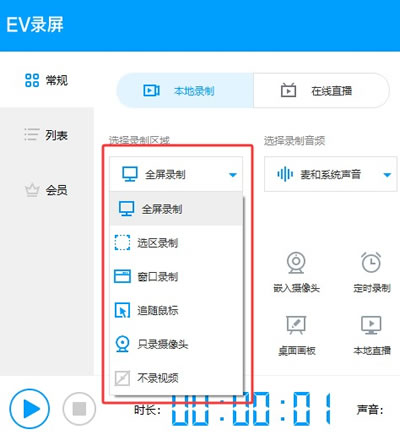 EV录屏
常规
本地录制
在线直播
列表
选择录制区域
选择录制音频
会员
全屏录制
麦和系统声音
全屏录制
选区录制
窗口录制
追随鼠标
嵌入摄像头
定时录制
只录摄像头
桌面画板
本地直播
不录视频
时长:
00:00:01
声音: